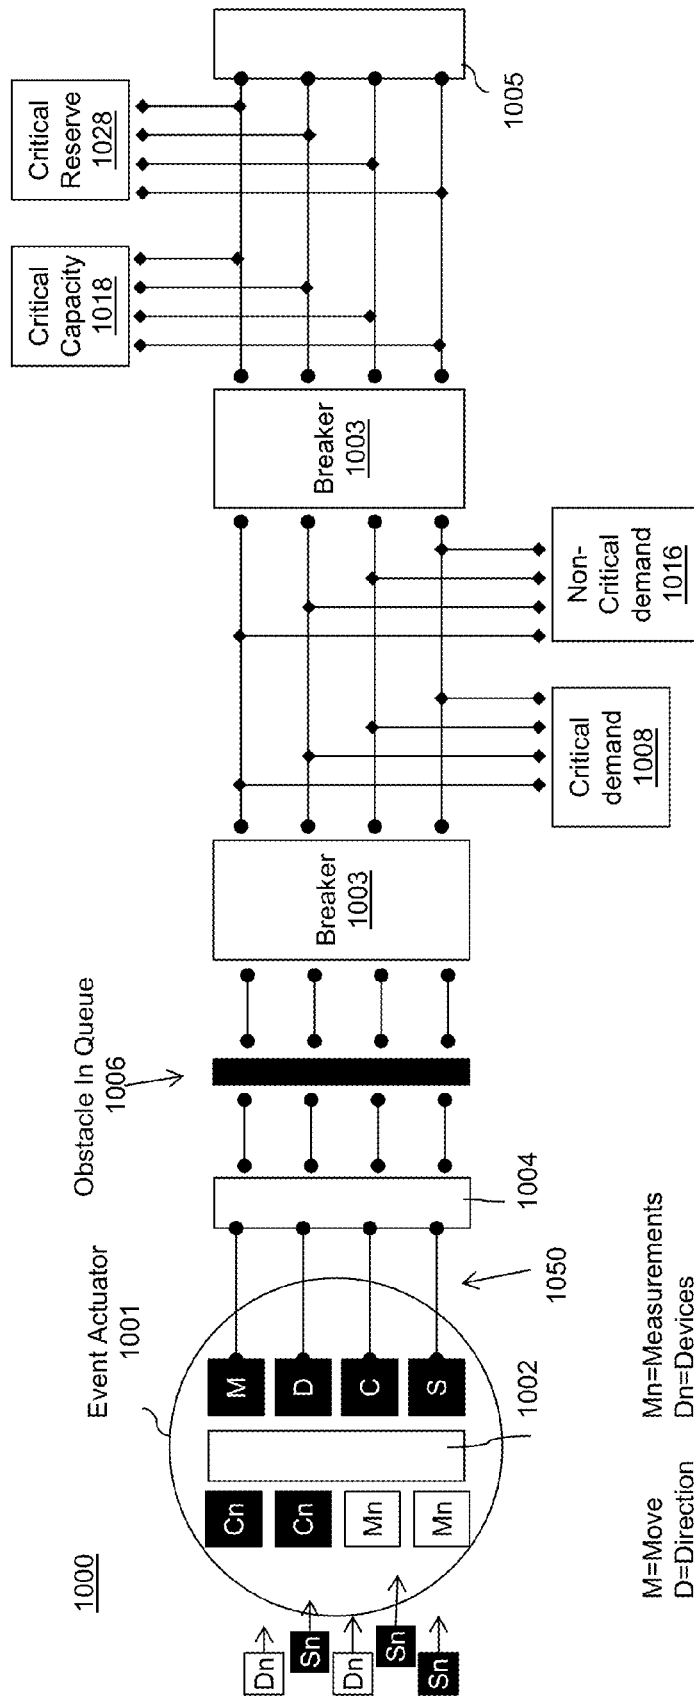 1000
Event Actuator
1001
Obstacle In Queue
1006
Critical
Capacity
1018
Critical
Reserve
1028
Dn
Sn
Dn
Sn
Sn
Cn
Cn
Mn
Mn
M
D
C
S
1002
1050
1004
Breaker
1003
Breaker
1003
1005
Critical
demand
1008
Non-
Critical
demand
1016
M=Move
D=Direction
Mn=Measurements
Dn=Devices